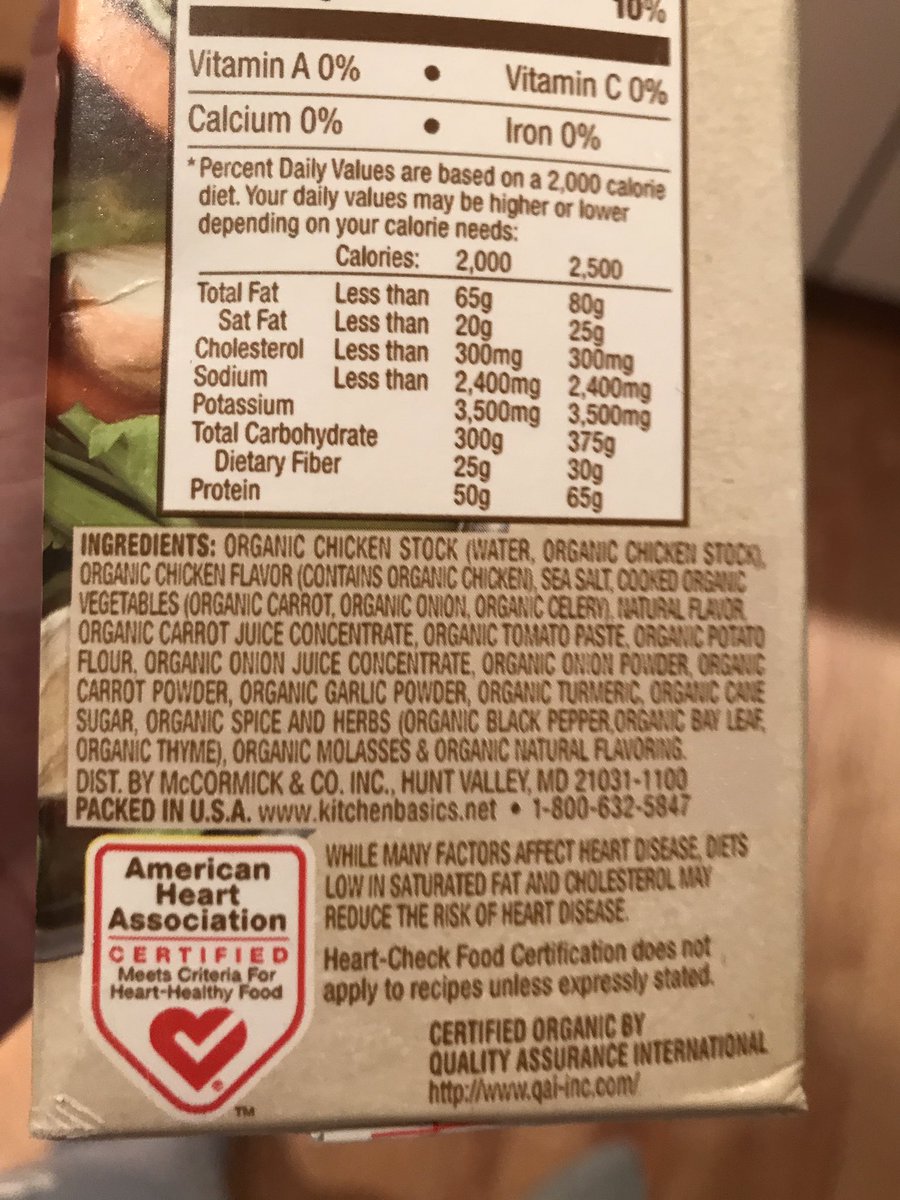 10%
Vitamin A 0% • Vitamin C 0%
Calcium 0% • Iron 0%
*Percent Daily Values are based on a 2,000 calorie
diet. Your daily values may be higher or lower
depending on your calorie needs:
Calories: 2,000 2,500
Total Fat Less than 65g 80g
Sat Fat Less than 20g 25g
Cholesterol Less than 300mg 300mg
Sodium Less than 2,400mg 2,400mg
Potassium 3,500mg 3,500mg
Total Carbohydrate 300g 375g
Dietary Fiber 25g 30g
Protein 50g 65g
INGREDIENTS: ORGANIC CHICKEN STOCK (WATER, ORGANIC CHICKEN STOCK),
ORGANIC CHICKEN FLAVOR (CONTAINS ORGANIC CHICKEN), SEA SALT, COOKED ORGANIC
VEGETABLES (ORGANIC CARROT, ORGANIC ONION, ORGANIC CELERY), NATURAL FLAVOR,
ORGANIC CARROT JUICE CONCENTRATE, ORGANIC TOMATO PASTE, ORGANIC POTATO
FLOUR, ORGANIC ONION JUICE CONCENTRATE, ORGANIC ONION POWDER, ORGANIC
CARROT POWDER, ORGANIC GARLIC POWDER, ORGANIC TURMERIC, ORGANIC CANE
SUGAR, ORGANIC SPICE AND HERBS (ORGANIC BLACK PEPPER,ORGANIC BAY LEAF,
ORGANIC THYME), ORGANIC MOLASSES & ORGANIC NATURAL FLAVORING.
DIST. BY McCORMICK & CO. INC., HUNT VALLEY, MD 21031-1100
PACKED IN U.S.A. www.kitchenbasics.net • 1-800-632-5847
American
Heart
Association
CERTIFIED
Meets Criteria For
Heart-Healthy Food
® TM
WHILE MANY FACTORS AFFECT HEART DISEASE, DIETS
LOW IN SATURATED FAT AND CHOLESTEROL MAY
REDUCE THE RISK OF HEART DISEASE.
Heart-Check Food Certification does not
apply to recipes unless expressly stated.
CERTIFIED ORGANIC BY
QUALITY ASSURANCE INTERNATIONAL
http://www.qai-inc.com/